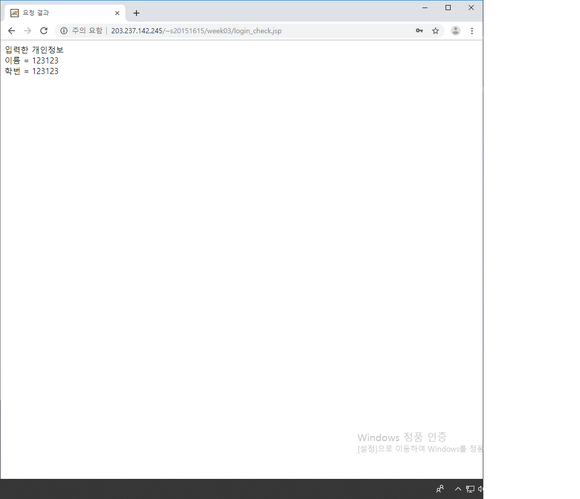 요청 결과
주의 요함 | 203.237.142.245/~s20151615/week03/login_check.jsp
입력한 개인정보
이름 = 123123
학번 = 123123
Windows 정품 인증
[설정]으로 이동하여 Windows를 정품